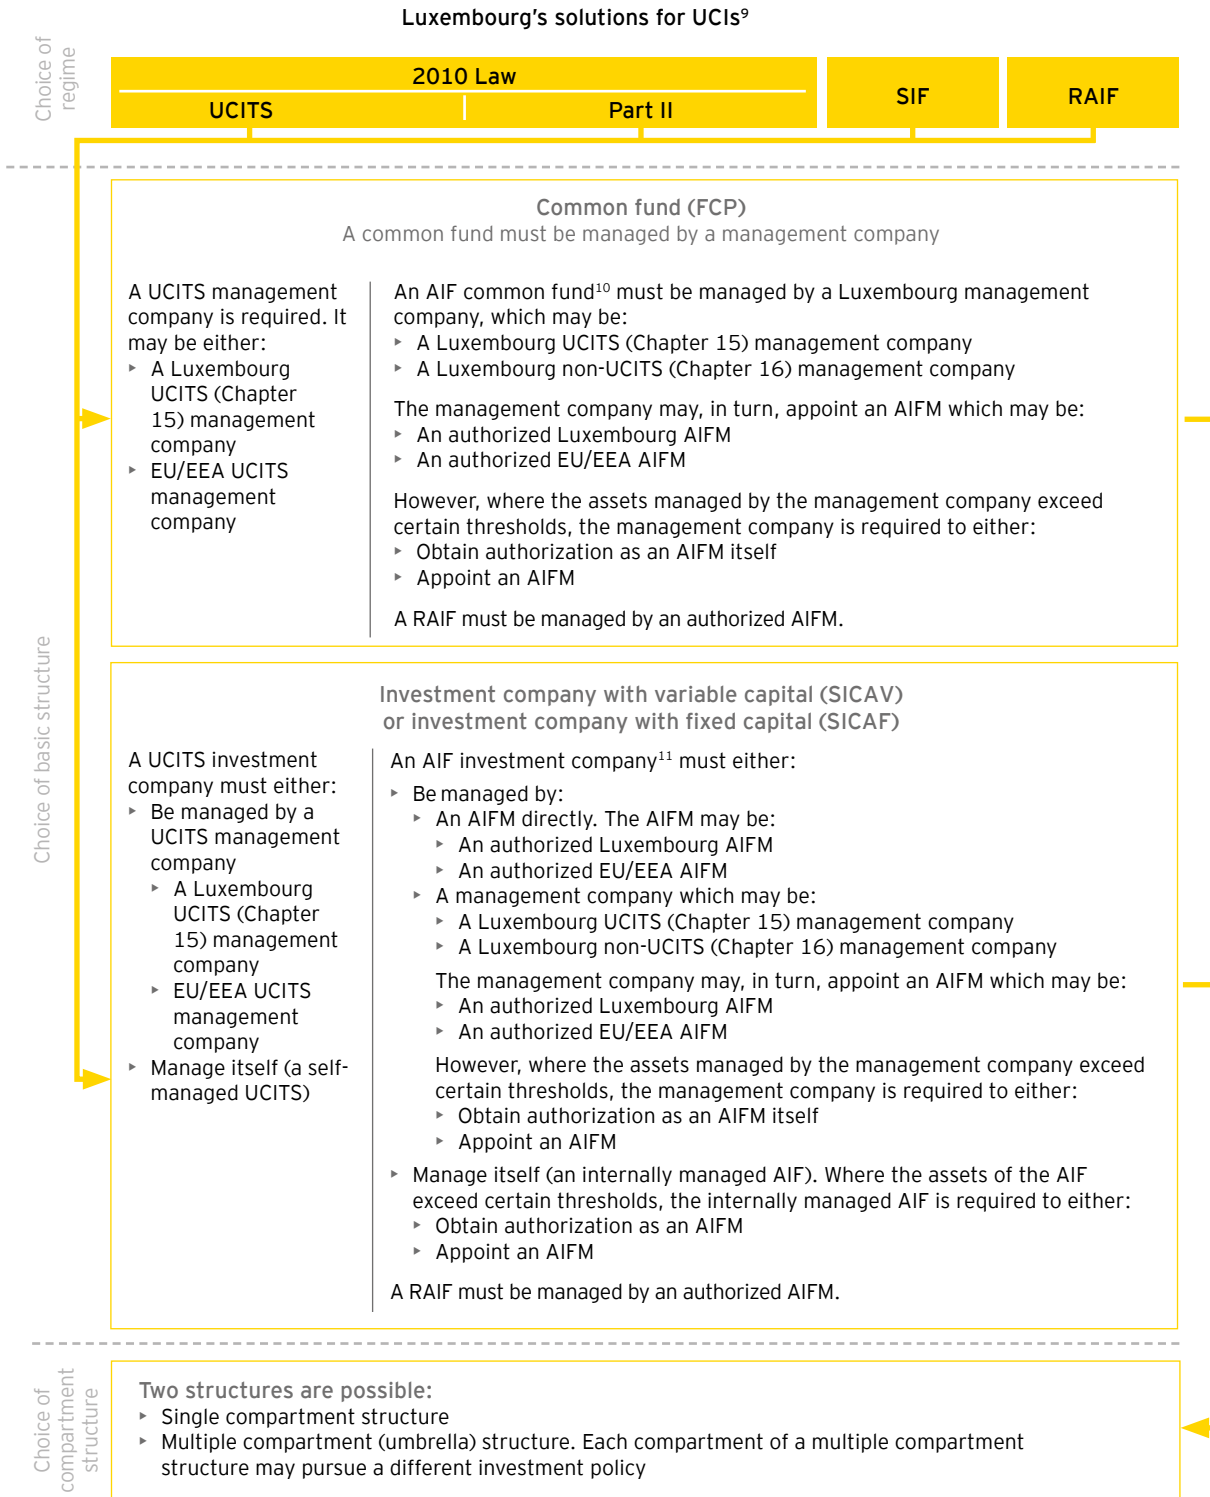 Luxembourg's solutions for UCIs⁹
Choice of
regime
2010 Law
UCITS
Part II
SIF
RAIF
Choice of basic structure
Common fund (FCP)
A common fund must be managed by a management company
A UCITS management
company is required. It
may be either:
▸ A Luxembourg
UCITS (Chapter
15) management
company
▸ EU/EEA UCITS
management
company
An AIF common fund¹⁰ must be managed by a Luxembourg management
company, which may be:
▸ A Luxembourg UCITS (Chapter 15) management company
▸ A Luxembourg non-UCITS (Chapter 16) management company
The management company may, in turn, appoint an AIFM which may be:
▸ An authorized Luxembourg AIFM
▸ An authorized EU/EEA AIFM
However, where the assets managed by the management company exceed
certain thresholds, the management company is required to either:
▸ Obtain authorization as an AIFM itself
▸ Appoint an AIFM
A RAIF must be managed by an authorized AIFM.
Investment company with variable capital (SICAV)
or investment company with fixed capital (SICAF)
A UCITS investment
company must either:
▸ Be managed by a
UCITS management
company
▸ A Luxembourg
UCITS (Chapter
15) management
company
▸ EU/EEA UCITS
management
company
▸ Manage itself (a self-
managed UCITS)
An AIF investment company¹¹ must either:
▸ Be managed by:
▸ An AIFM directly. The AIFM may be:
▸ An authorized Luxembourg AIFM
▸ An authorized EU/EEA AIFM
▸ A management company which may be:
▸ A Luxembourg UCITS (Chapter 15) management company
▸ A Luxembourg non-UCITS (Chapter 16) management company
The management company may, in turn, appoint an AIFM which may be:
▸ An authorized Luxembourg AIFM
▸ An authorized EU/EEA AIFM
However, where the assets managed by the management company exceed
certain thresholds, the management company is required to either:
▸ Obtain authorization as an AIFM itself
▸ Appoint an AIFM
▸ Manage itself (an internally managed AIF). Where the assets of the AIF
exceed certain thresholds, the internally managed AIF is required to either:
▸ Obtain authorization as an AIFM
▸ Appoint an AIFM
A RAIF must be managed by an authorized AIFM.
Choice of
compartment
structure
Two structures are possible:
▸ Single compartment structure
▸ Multiple compartment (umbrella) structure. Each compartment of a multiple compartment
structure may pursue a different investment policy